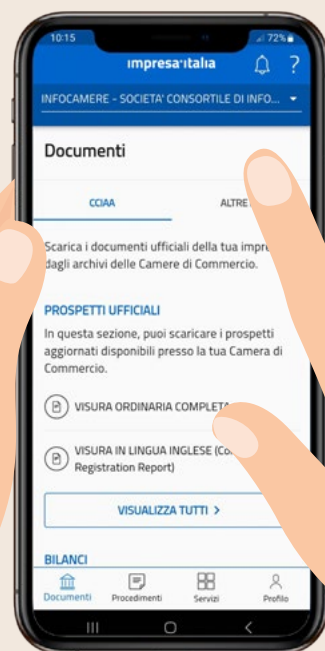 10:15
72%
impresa italia
?
INFOCAMERE - SOCIETA' CONSORTILE DI INFO...
Documenti
CCIAA
ALTRE
Scarica i documenti ufficiali della tua
dagli archivi delle Camere di Commercio.
PROSPETTI UFFICIALI
In questa sezione, puoi scaricare i prospetti
aggiornati disponibili presso la tua Camera di
Commercio.
VISURA ORDINARIA COMPLETA
VISURA IN LINGUA INGLESE
Registration Report)
VISUALIZZA TUTTI >
BILANCI
Documenti
Procedimenti
Servizi
Profilo